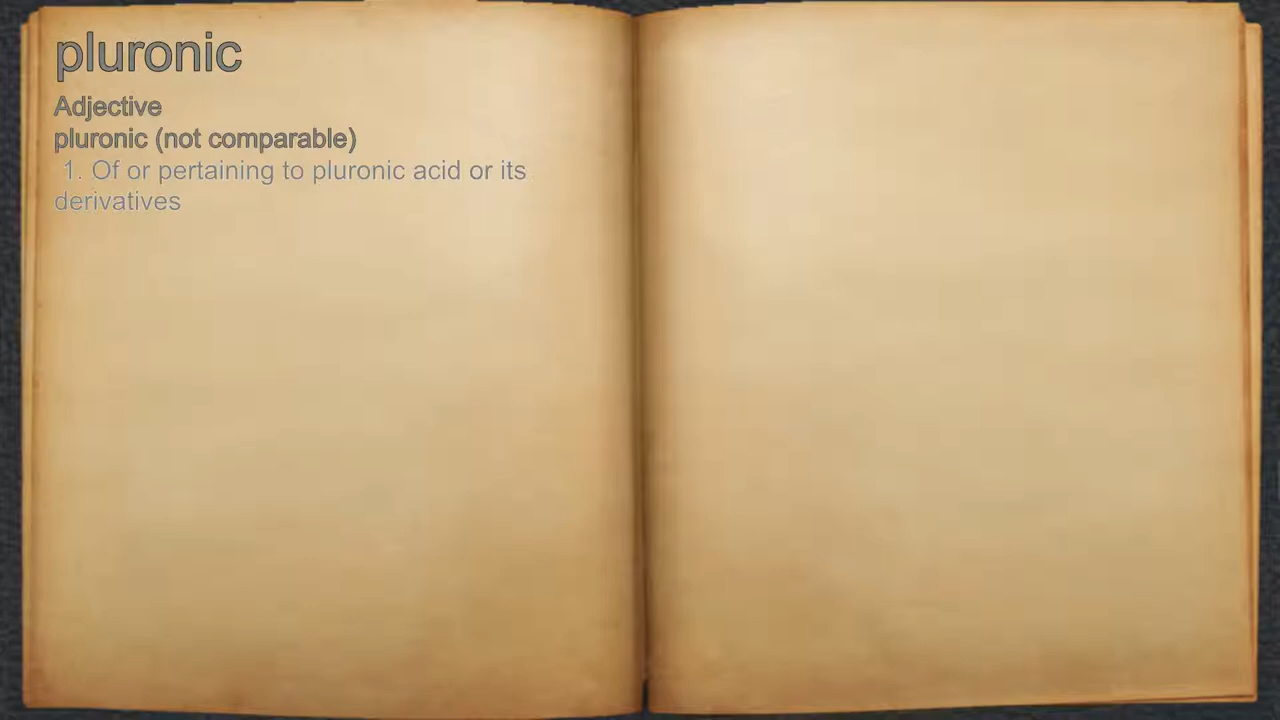 pluronic
Adjective
pluronic (not comparable)
1. Of or pertaining to pluronic acid or its
derivatives